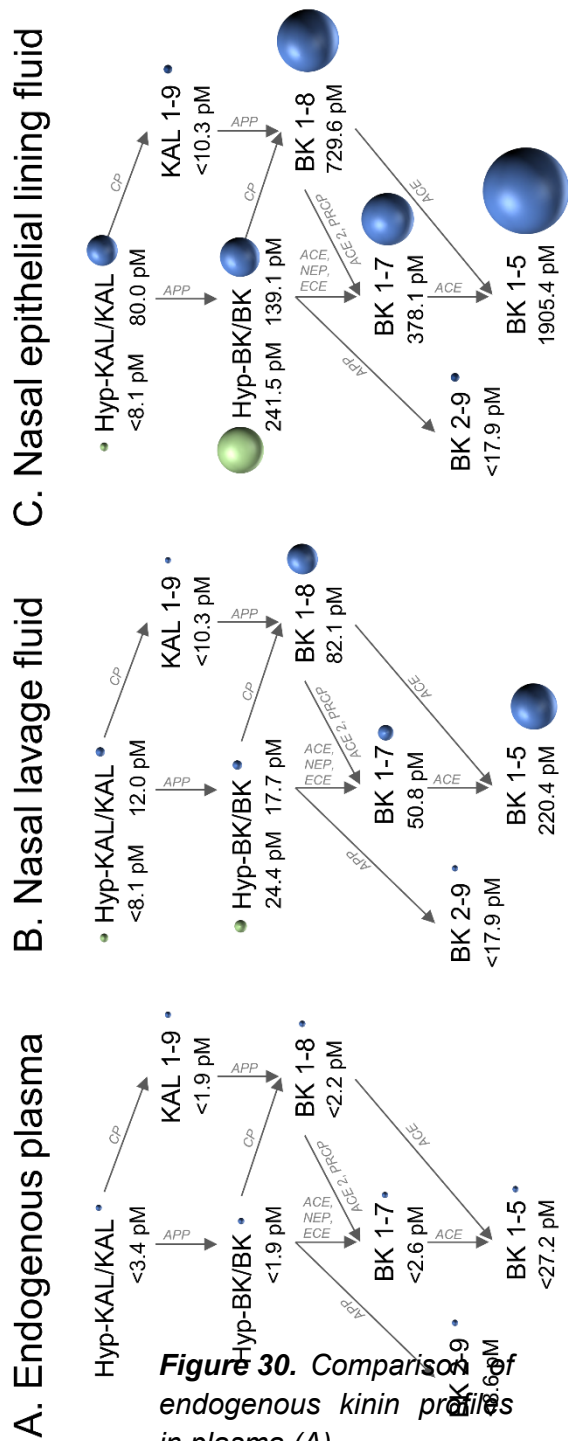 A. Endogenous plasma
Hyp-KAL/KAL
<3.4 pM
CP
KAL 1-9
<1.9 pM
APP
APP
Hyp-BK/BK
<1.9 pM
CP
BK 1-8
<2.2 pM
ACE,
NEP,
ECE
ACE 2, PRCP
APP
BK 1-7
<2.6 pM
ACE
ACE
BK 2-9
BK 1-5
<27.2 pM
B. Nasal lavage fluid
Hyp-KAL/KAL
<8.1 pM 12.0 pM
CP
KAL 1-9
<10.3 pM
APP
APP
Hyp-BK/BK
24.4 pM 17.7 pM
CP
BK 1-8
82.1 pM
ACE,
NEP,
ECE
ACE 2, PRCP
APP
BK 1-7
50.8 pM
ACE
ACE
BK 2-9
<17.9 pM
BK 1-5
220.4 pM
C. Nasal epithelial lining fluid
Hyp-KAL/KAL
<8.1 pM 80.0 pM
CP
KAL 1-9
<10.3 pM
APP
APP
Hyp-BK/BK
241.5 pM 139.1 pM
CP
BK 1-8
729.6 pM
ACE,
NEP,
ECE
ACE 2, PRCP
APP
BK 1-7
378.1 pM
ACE
ACE
BK 2-9
<17.9 pM
BK 1-5
1905.4 pM
Figure 30. Comparison of
endogenous kinin profiles
in plasma (A)